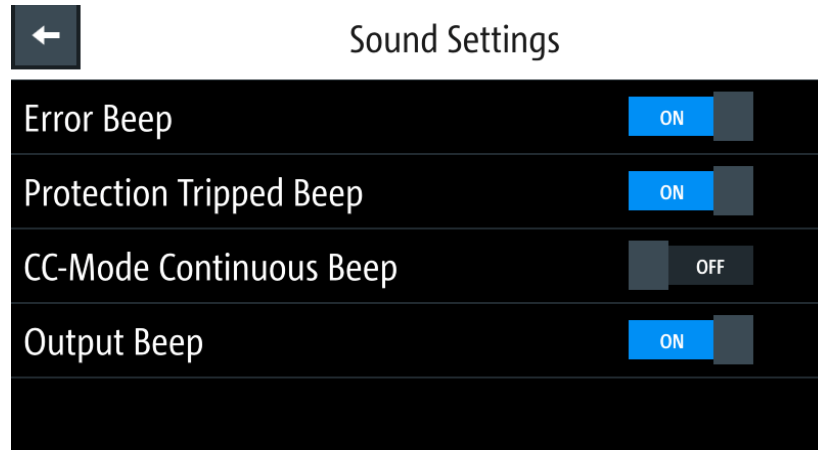 Sound Settings
Error Beep ON
Protection Tripped Beep ON
CC-Mode Continuous Beep OFF
Output Beep ON